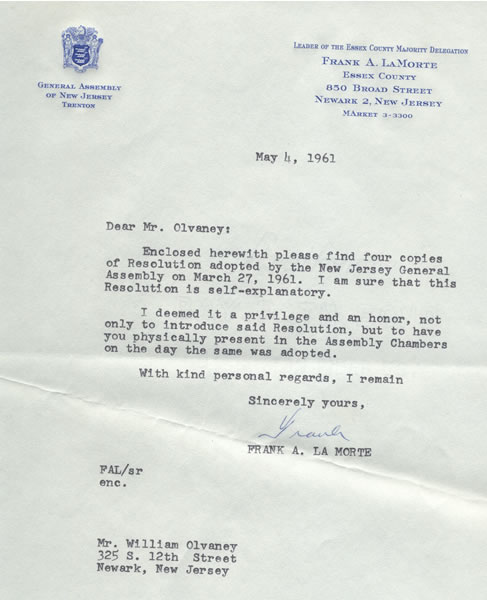 GENERAL ASSEMBLY
OF NEW JERSEY
TRENTON
LEADER OF THE ESSEX COUNTY MAJORITY DELEGATION
FRANK A. LAMORTE
ESSEX COUNTY
850 BROAD STREET
NEWARK 2, NEW JERSEY
MARKET 3-3300
May 4, 1961
Dear Mr. Olvaney:
Enclosed herewith please find four copies
of Resolution adopted by the New Jersey General
Assembly on March 27, 1961. I am sure that this
Resolution is self-explanatory.
I deemed it a privilege and an honor, not
only to introduce said Resolution, but to have
you physically present in the Assembly Chambers
on the day the same was adopted.
With kind personal regards, I remain
Sincerely yours,
Frank
FRANK A. LA MORTE
FAL/sr
enc.
Mr. William Olvaney
325 S. 12th Street
Newark, New Jersey